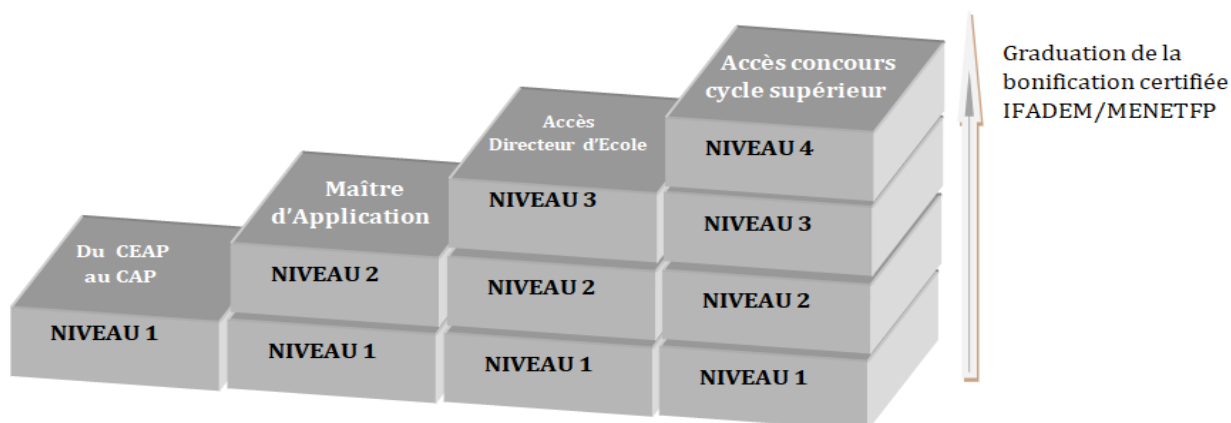 Accès concours
cycle supérieur
Graduation de la
bonification certifiée
IFADEM/MENETFP
Accès
Directeur d'Ecole
NIVEAU 4
Maître
d'Application
NIVEAU 3
NIVEAU 3
Du CEAP
au CAP
NIVEAU 2
NIVEAU 2
NIVEAU 2
NIVEAU 1
NIVEAU 1
NIVEAU 1
NIVEAU 1